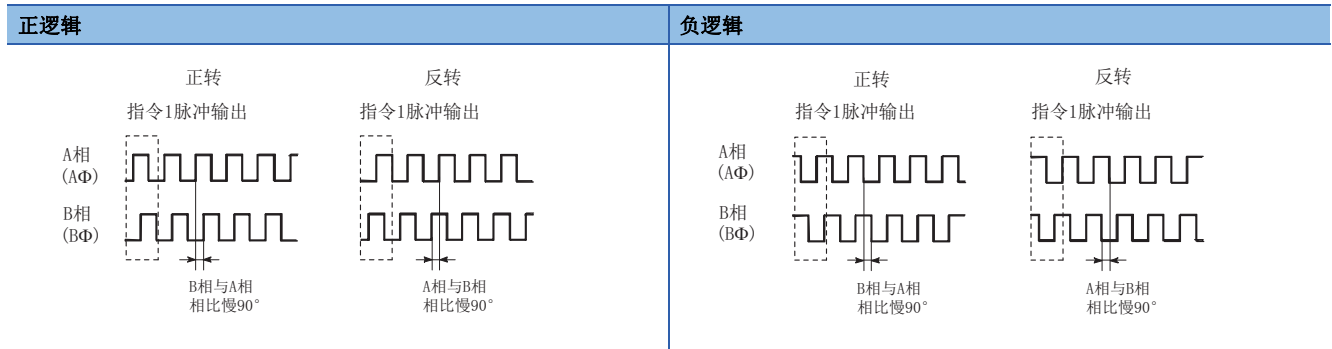 正逻辑
正转
反转
指令1脉冲输出
指令1脉冲输出
A相
(AΦ)
B相
(BΦ)
B相与A相
相比慢90°
A相与B相
相比慢90°
负逻辑
正转
反转
指令1脉冲输出
指令1脉冲输出
A相
(AΦ)
B相
(BΦ)
B相与A相
相比慢90°
A相与B相
相比慢90°